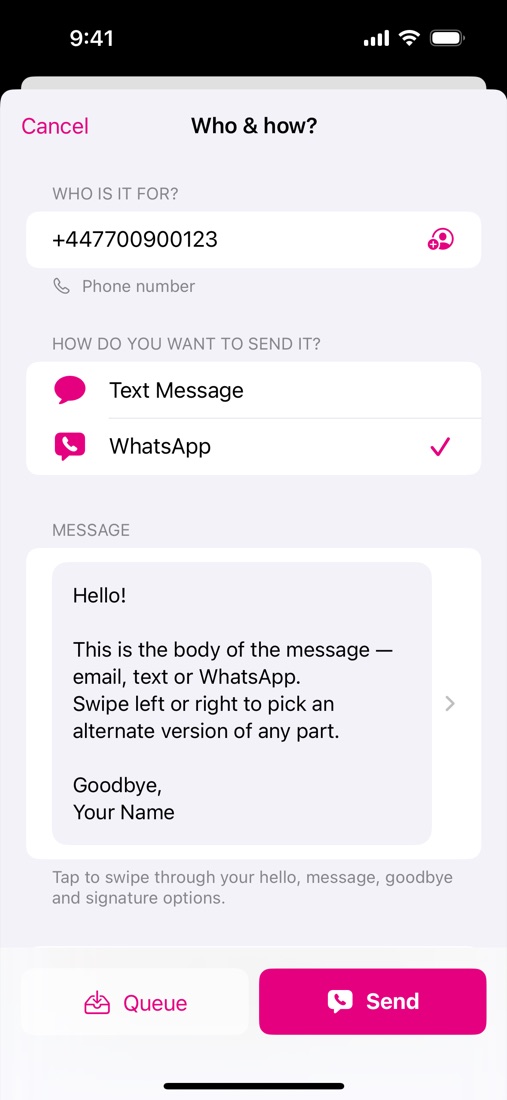 9:41
Cancel
Who & how?
WHO IS IT FOR?
+447700900123
Phone number
HOW DO YOU WANT TO SEND IT?
Text Message
WhatsApp
MESSAGE
Hello!
This is the body of the message —
email, text or WhatsApp.
Swipe left or right to pick an
alternate version of any part.
Goodbye,
Your Name
Tap to swipe through your hello, message, goodbye
and signature options.
Queue
Send